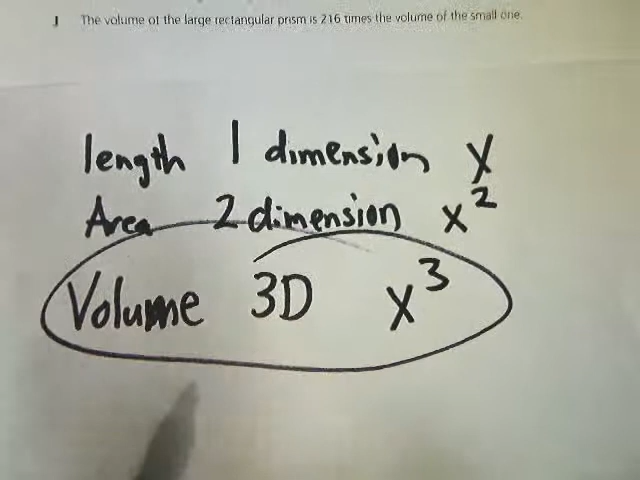 J The volume of the large rectangular prism is 216 times the volume of the small one.
length 1 dimension x
Area 2 dimension x²
Volume 3D x³